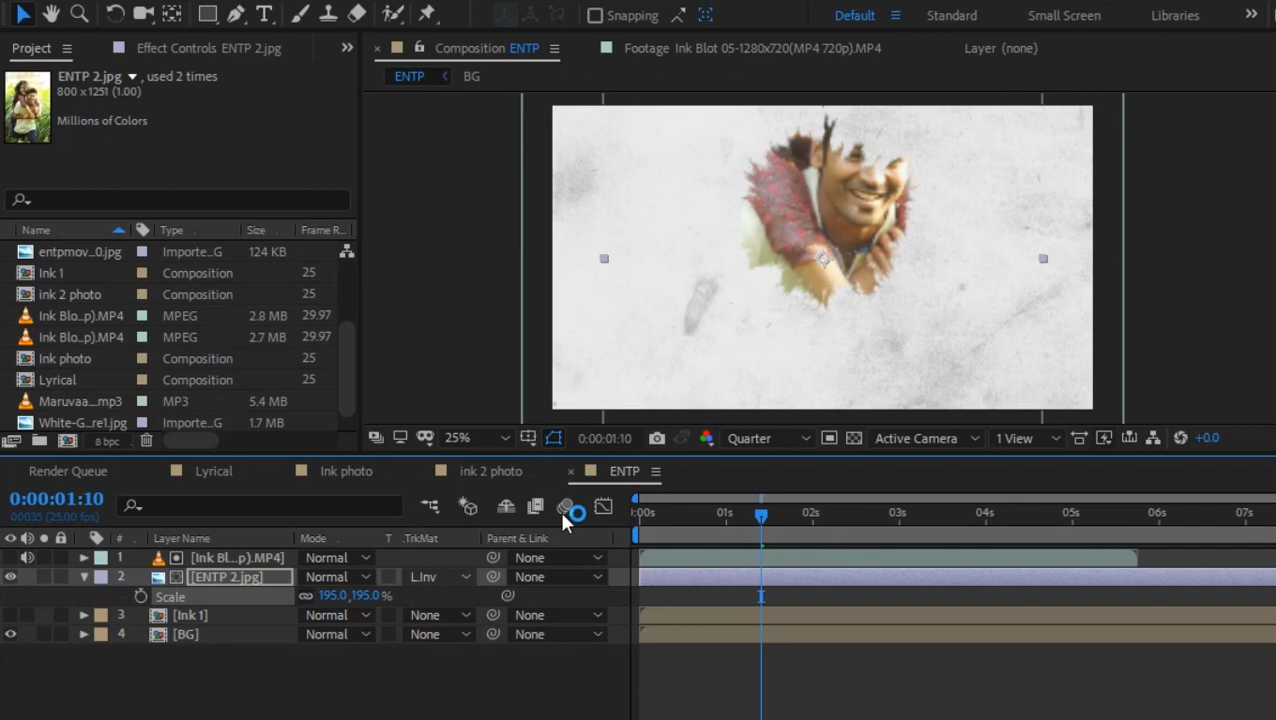 Snapping
Default
Standard
Small Screen
Libraries
Project
Effect Controls ENTP 2.jpg
Composition ENTP
Footage Ink Blot 05-1280x720(MP4 720p).MP4
Layer (none)
ENTP 2.jpg , used 2 times
800 x 1251 (1.00)
Millions of Colors
ENTP
BG
Name Type Size Frame R...
entpmov...0.jpg Importe...G 124 KB
Ink 1 Composition 25
ink 2 photo Composition 25
Ink Blo...p).MP4 MPEG 2.8 MB 29.97
Ink Blo...p).MP4 MPEG 2.7 MB 29.97
Ink photo Composition 25
Lyrical Composition 25
Maruvaa...mp3 MP3 5.4 MB
White-G...re1.jpg Importe...G 1.7 MB
8 bpc
25% 0:00:01:10 Quarter Active Camera 1 View +0.0
Render Queue Lyrical Ink photo ink 2 photo ENTP
0:00:01:10
00035 (25.00 fps)
:00s 01s 02s 03s 04s 05s 06s 07s
# Layer Name Mode T TrkMat Parent & Link
1 [Ink Bl...p).MP4] Normal None
2 [ENTP 2.jpg] Normal L.Inv None
Scale 195.0,195.0 %
3 [Ink 1] Normal None None
4 [BG] Normal None None